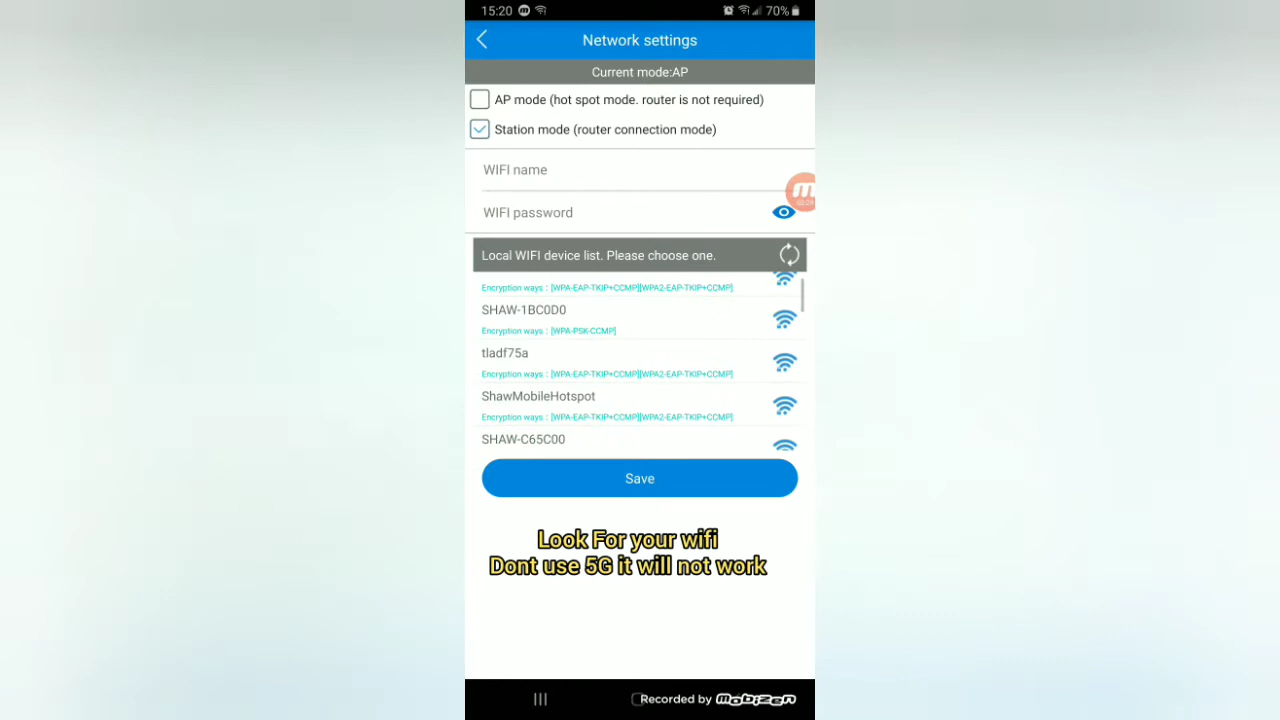 15:20
70%
Network settings
Current mode:AP
AP mode (hot spot mode. router is not required)
Station mode (router connection mode)
WIFI name
WIFI password
00:29
Local WIFI device list. Please choose one.
Encryption ways : [WPA-EAP-TKIP+CCMP][WPA2-EAP-TKIP+CCMP]
SHAW-1BC0D0
Encryption ways : [WPA-PSK-CCMP]
tladf75a
Encryption ways : [WPA-EAP-TKIP+CCMP][WPA2-EAP-TKIP+CCMP]
ShawMobileHotspot
Encryption ways : [WPA-EAP-TKIP+CCMP][WPA2-EAP-TKIP+CCMP]
SHAW-C65C00
Save
Look For your wifi
Dont use 5G it will not work
Recorded by mobizen